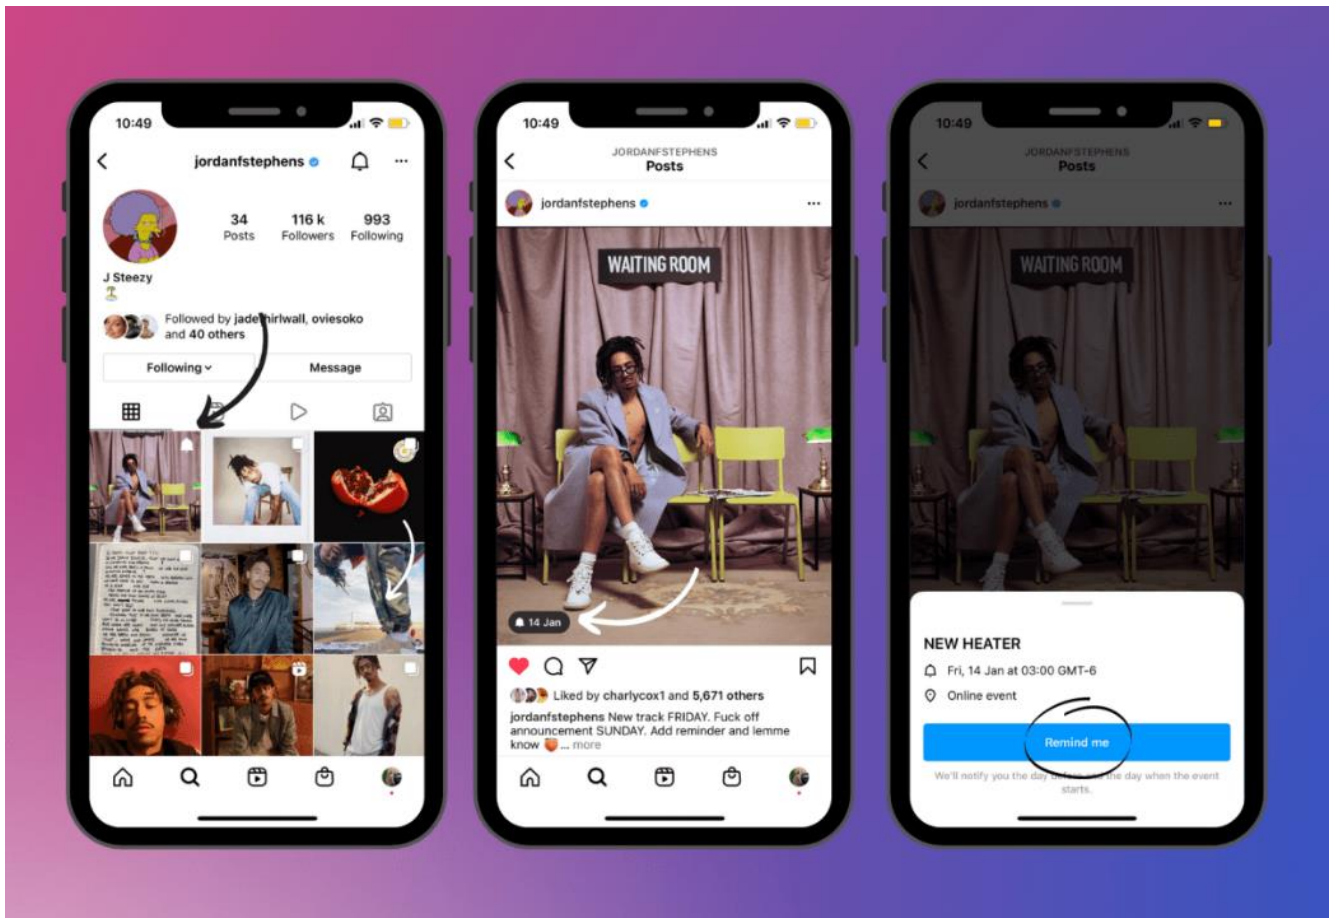 10:49
jordanfstephens
34
116 k
993
Posts
Followers
Following
J Steezy
Followed by jadethirlwall, oviesoko
and 40 others
Following
Message
10:49
JORDANFSTEPHENS
Posts
jordanfstephens
WAITING ROOM
14 Jan
Liked by charlycox1 and 5,671 others
jordanfstephens New track FRIDAY. Fuck off
announcement SUNDAY. Add reminder and lemme
know 🍑 ... more
10:49
JORDANFSTEPHENS
Posts
jordanfstephens
WAITING ROOM
NEW HEATER
Fri, 14 Jan at 03:00 GMT-6
Online event
Remind me
We'll notify you the day before and the day when the event
starts.